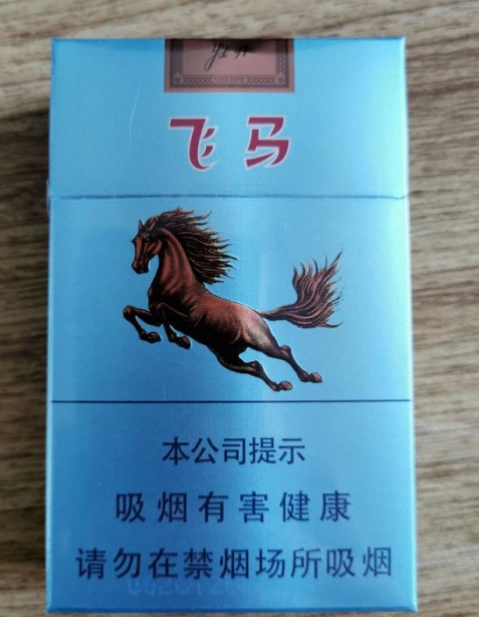 飞马
本公司提示
吸烟有害健康
请勿在禁烟场所吸烟